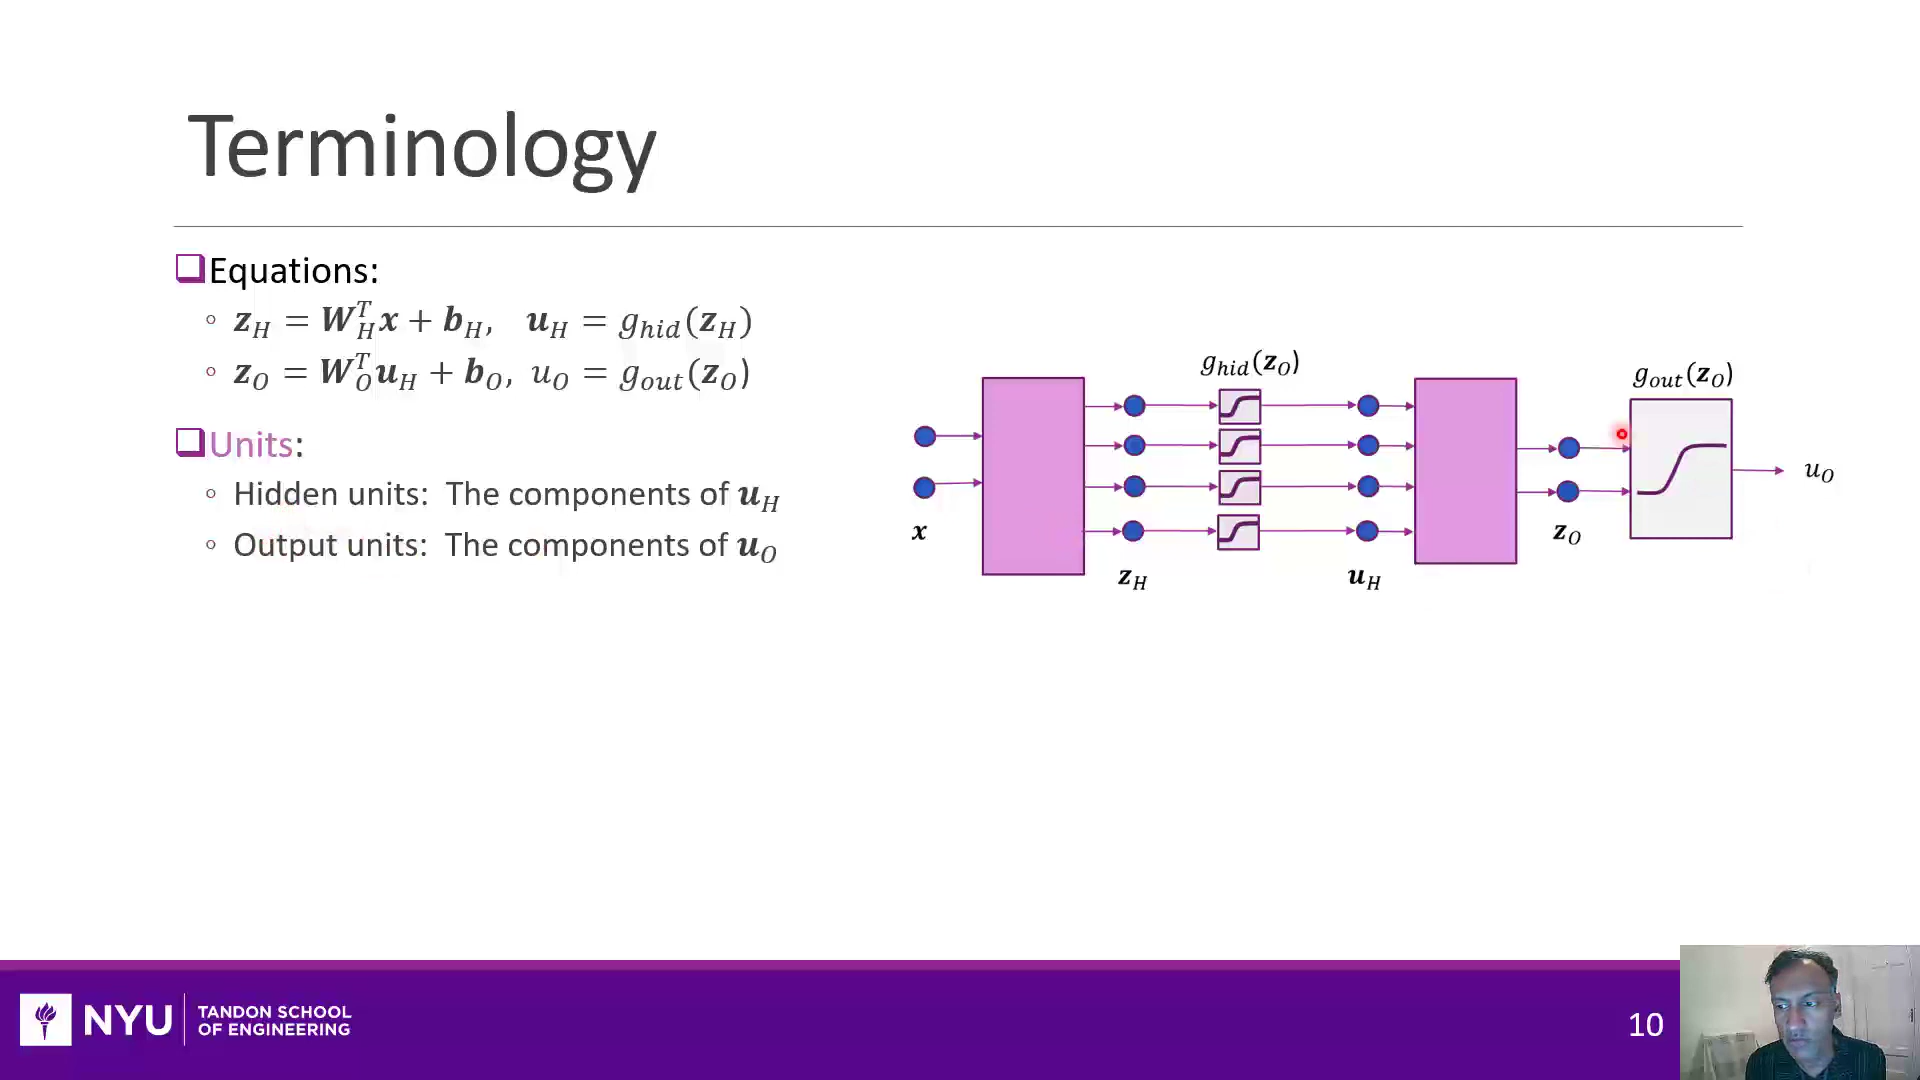 Terminology
Equations:
𝒛_H = 𝑾_H^T 𝒙 + 𝒃_H, 𝒖_H = g_hid(𝒛_H)
𝒛_O = 𝑾_O^T 𝒖_H + 𝒃_O, u_O = g_out(𝒛_O)
Units:
Hidden units: The components of 𝒖_H
Output units: The components of 𝒖_O
g_hid(𝒛_O)
g_out(𝒛_O)
u_O
𝒙
𝒛_O
𝒛_H
𝒖_H
NYU
TANDON SCHOOL
OF ENGINEERING
10